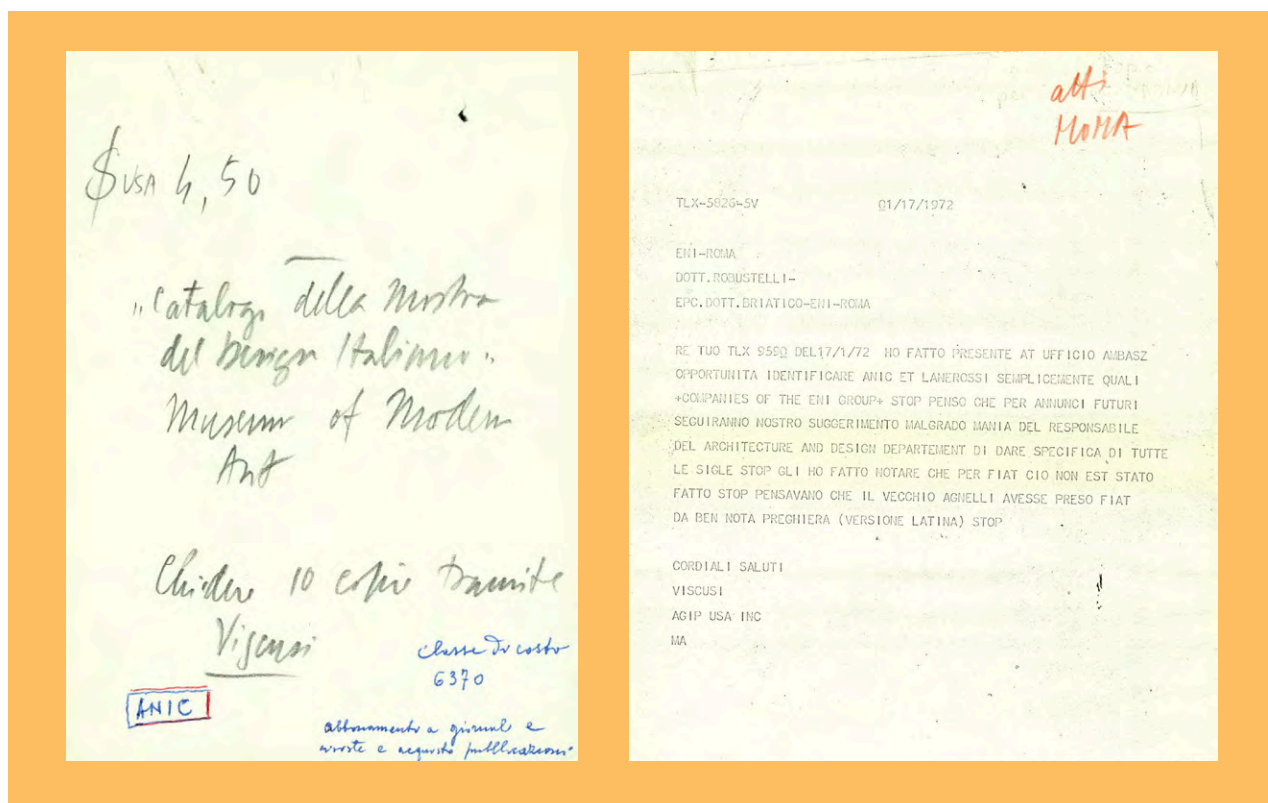 $ USA 4,50
"Catalogi della Mostra
del Design Italiano"
Museum of Modern
Art
Chidere 10 copie tramite
Viscusi
classe di costo
6370
ANIC
abbonamento a giornali e
riviste e acquisto pubblicazioni
atti
MOMA
TLX-5826-5V 01/17/1972
ENI-ROMA
DOTT.ROBUSTELLI-
EPC.DOTT.BRIATICO-ENI-ROMA
RE TUO TLX 9590 DEL17/1/72 HO FATTO PRESENTE AT UFFICIO AMBASZ
OPPORTUNITA IDENTIFICARE ANIC ET LANEROSSI SEMPLICEMENTE QUALI
+COMPANIES OF THE ENI GROUP+ STOP PENSO CHE PER ANNUNCI FUTURI
SEGUIRANNO NOSTRO SUGGERIMENTO MALGRADO MANIA DEL RESPONSABILE
DEL ARCHITECTURE AND DESIGN DEPARTEMENT DI DARE SPECIFICA DI TUTTE
LE SIGLE STOP GLI HO FATTO NOTARE CHE PER FIAT CIO NON EST STATO
FATTO STOP PENSAVANO CHE IL VECCHIO AGNELLI AVESSE PRESO FIAT
DA BEN NOTA PREGHIERA (VERSIONE LATINA) STOP
CORDIALI SALUTI
VISCUSI
AGIP USA INC
MA